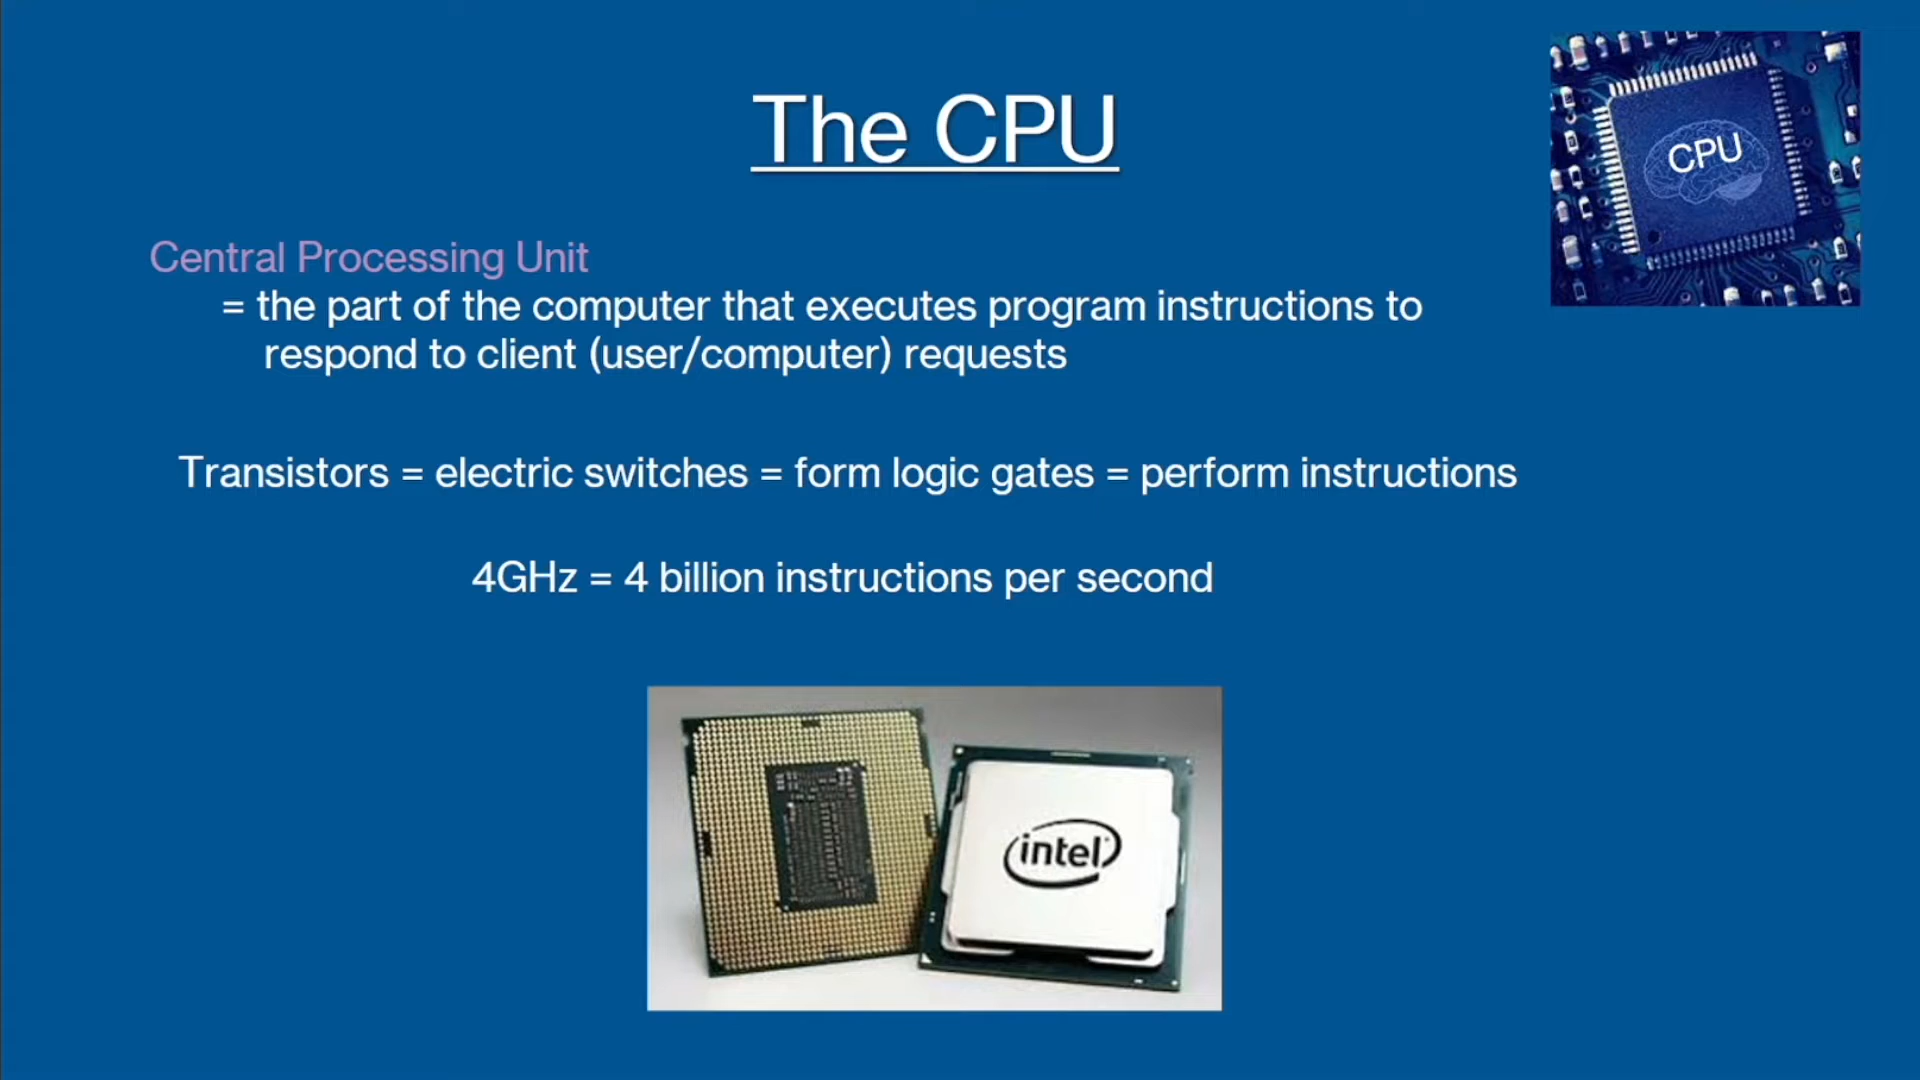 The CPU
CPU
Central Processing Unit
= the part of the computer that executes program instructions to
respond to client (user/computer) requests
Transistors = electric switches = form logic gates = perform instructions
4GHz = 4 billion instructions per second
intel